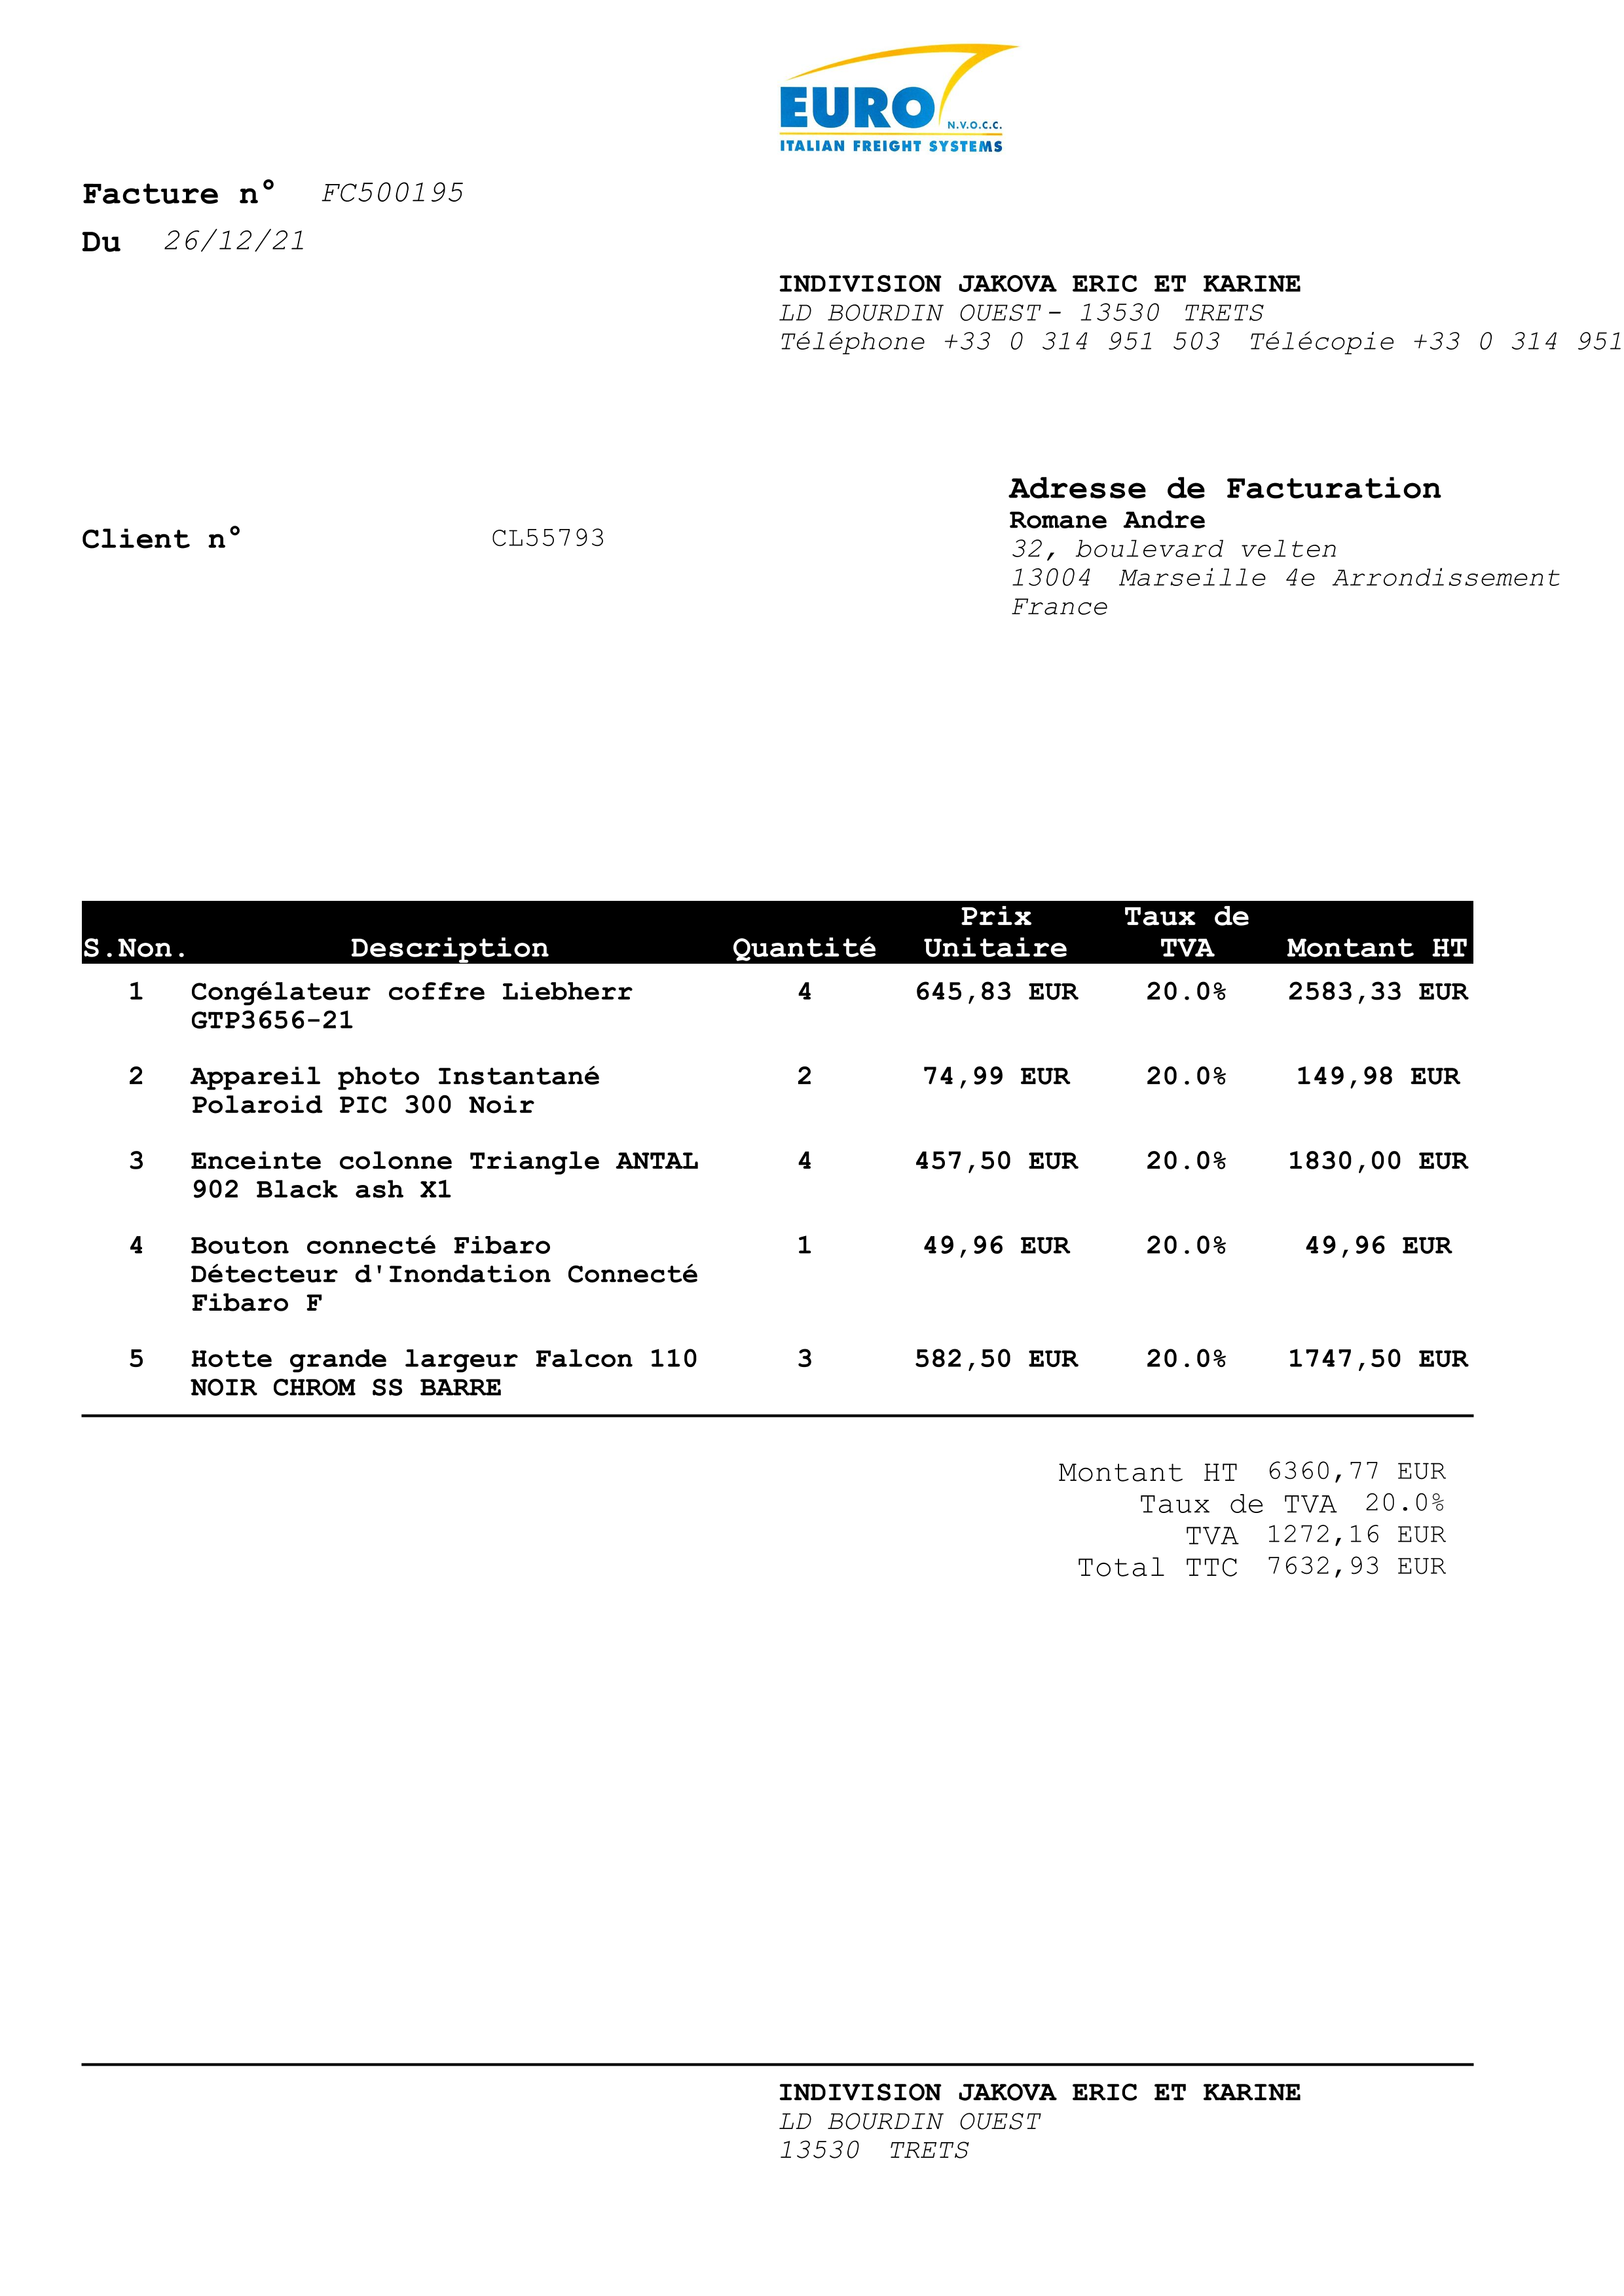 EURO
N.V.O.C.C.
ITALIAN FREIGHT SYSTEMS
Facture n° FC500195
Du 26/12/21
INDIVISION JAKOVA ERIC ET KARINE
LD BOURDIN OUEST - 13530 TRETS
Téléphone +33 0 314 951 503 Télécopie +33 0 314 951
Adresse de Facturation
Romane Andre
Client n° CL55793
32, boulevard velten
13004 Marseille 4e Arrondissement
France
S.Non. Description Quantité Prix Unitaire Taux de TVA Montant HT
1 Congélateur coffre Liebherr 4 645,83 EUR 20.0% 2583,33 EUR
GTP3656-21
2 Appareil photo Instantané 2 74,99 EUR 20.0% 149,98 EUR
Polaroid PIC 300 Noir
3 Enceinte colonne Triangle ANTAL 4 457,50 EUR 20.0% 1830,00 EUR
902 Black ash X1
4 Bouton connecté Fibaro 1 49,96 EUR 20.0% 49,96 EUR
Détecteur d'Inondation Connecté
Fibaro F
5 Hotte grande largeur Falcon 110 3 582,50 EUR 20.0% 1747,50 EUR
NOIR CHROM SS BARRE
Montant HT 6360,77 EUR
Taux de TVA 20.0%
TVA 1272,16 EUR
Total TTC 7632,93 EUR
INDIVISION JAKOVA ERIC ET KARINE
LD BOURDIN OUEST
13530 TRETS